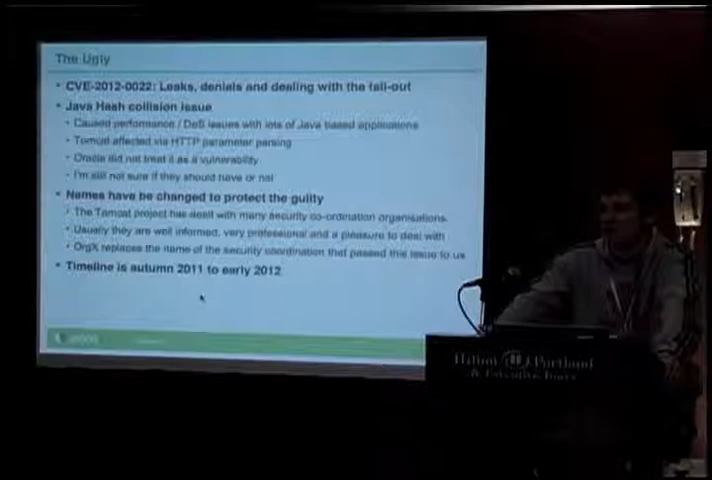 The Ugly
• CVE-2012-0022: Leaks, denials and dealing with the fall-out
• Java Hash collision issue
• Caused performance / DoS issues with lots of Java based applications
• Tomcat affected via HTTP parameter parsing
• Oracle did not treat it as a vulnerability
• I'm still not sure if they should have or not
• Names have be changed to protect the guilty
• The Tomcat project has dealt with many security co-ordination organisations.
• Usually they are well informed, very professional and a pleasure to deal with
• OrgX replaces the name of the security coordination that passed this issue to us
• Timeline is autumn 2011 to early 2012
Hilton Portland
& Executive Tower